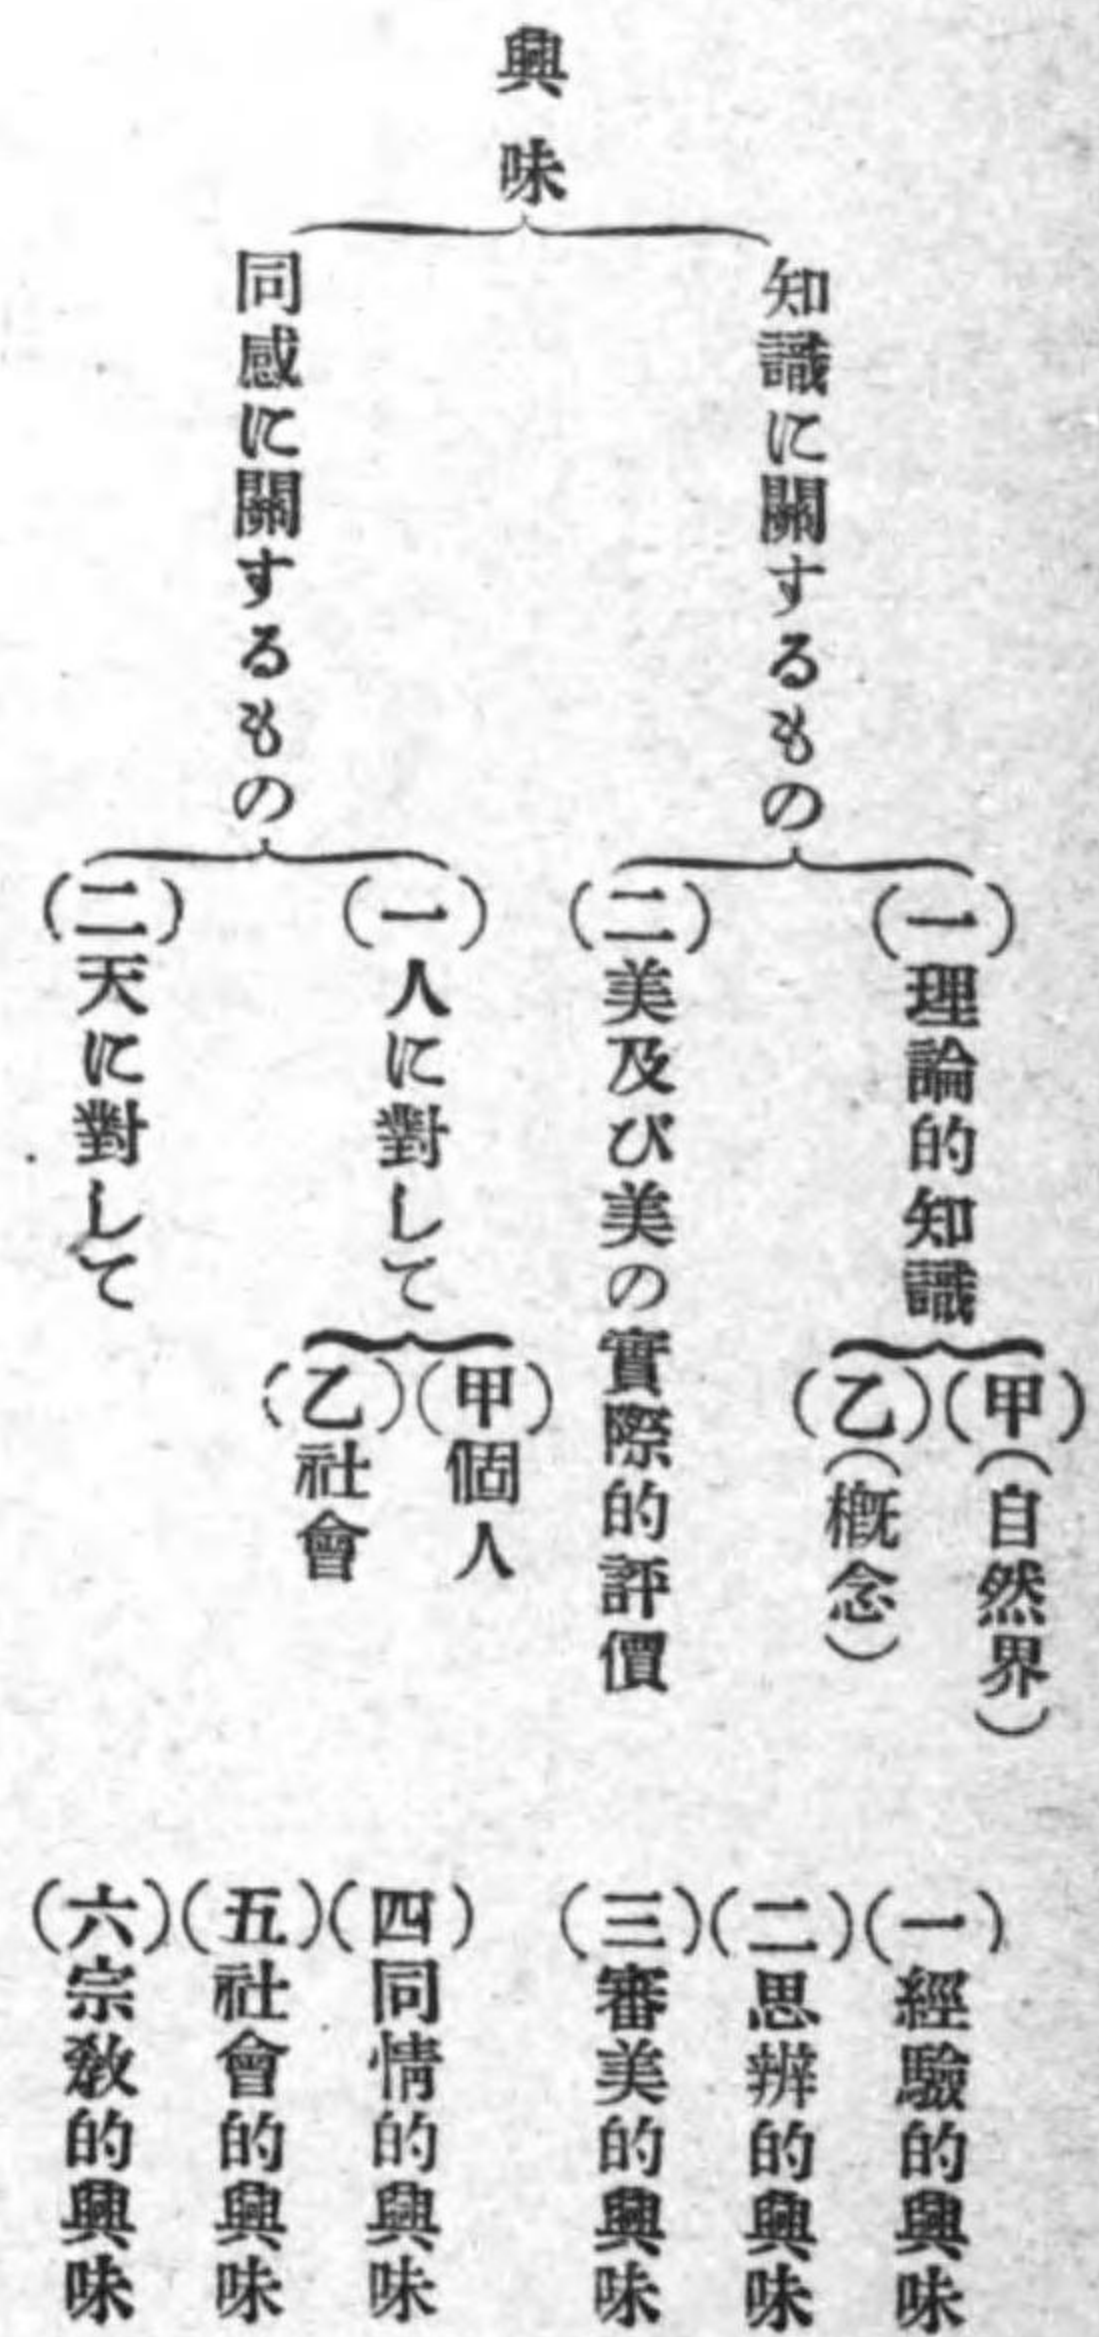 興味
知識に關するもの
(一)理論的知識
(甲)(自然界)
(乙)(概念)
(二)美及び美の實際的評價
同感に關するもの
(一)人に對して
(甲)個人
(乙)社會
(二)天に對して
(一)經驗的興味
(二)思辨的興味
(三)審美的興味
(四)同情的興味
(五)社會的興味
(六)宗敎的興味